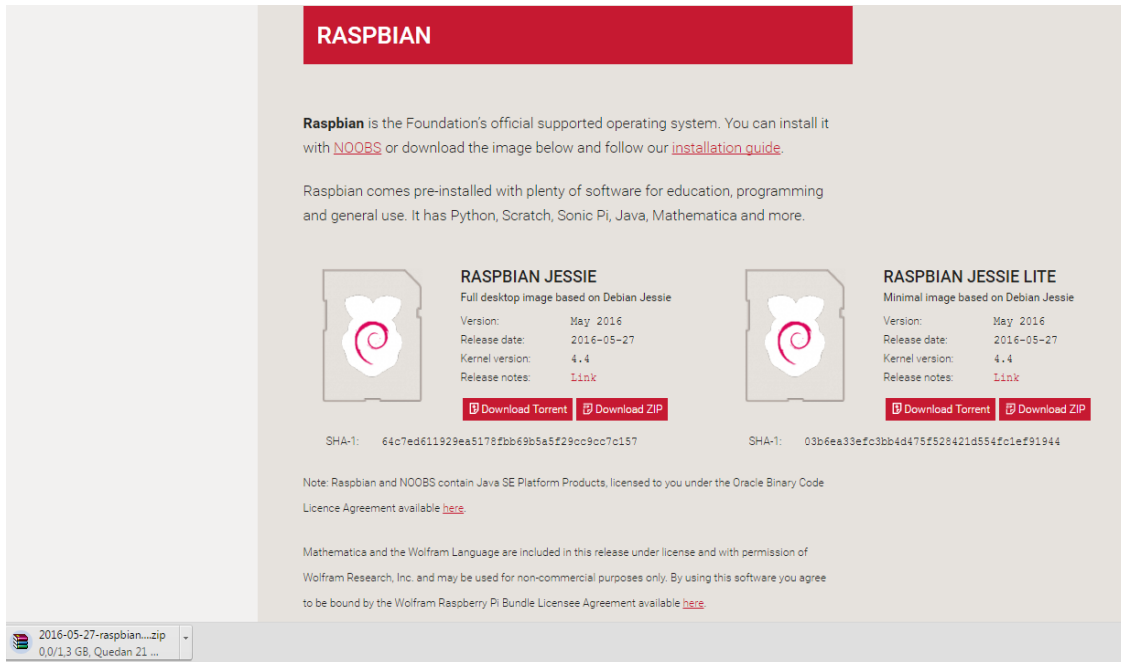 RASPBIAN
Raspbian is the Foundation's official supported operating system. You can install it
with NOOBS or download the image below and follow our installation guide.
Raspbian comes pre-installed with plenty of software for education, programming
and general use. It has Python, Scratch, Sonic Pi, Java, Mathematica and more.
RASPBIAN JESSIE
Full desktop image based on Debian Jessie
Version: May 2016
Release date: 2016-05-27
Kernel version: 4.4
Release notes: Link
Download Torrent Download ZIP
SHA-1: 64c7ed611929ea5178fbb69b5a5f29cc9cc7c157
RASPBIAN JESSIE LITE
Minimal image based on Debian Jessie
Version: May 2016
Release date: 2016-05-27
Kernel version: 4.4
Release notes: Link
Download Torrent Download ZIP
SHA-1: 03b6ea33efc3bb4d475f528421d554fc1ef91944
Note: Raspbian and NOOBS contain Java SE Platform Products, licensed to you under the Oracle Binary Code
Licence Agreement available here.
Mathematica and the Wolfram Language are included in this release under license and with permission of
Wolfram Research, Inc. and may be used for non-commercial purposes only. By using this software you agree
to be bound by the Wolfram Raspberry Pi Bundle Licensee Agreement available here.
2016-05-27-raspbian....zip
0,0/1,3 GB, Quedan 21 ...